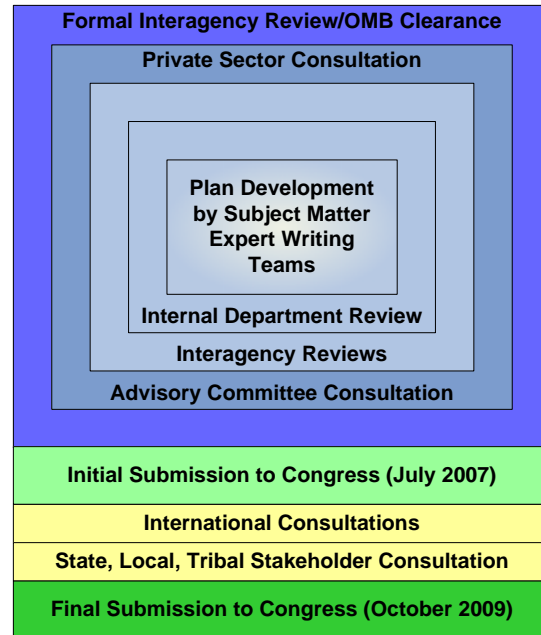 Formal Interagency Review/OMB Clearance
Private Sector Consultation
Plan Development
by Subject Matter
Expert Writing
Teams
Internal Department Review
Interagency Reviews
Advisory Committee Consultation
Initial Submission to Congress (July 2007)
International Consultations
State, Local, Tribal Stakeholder Consultation
Final Submission to Congress (October 2009)